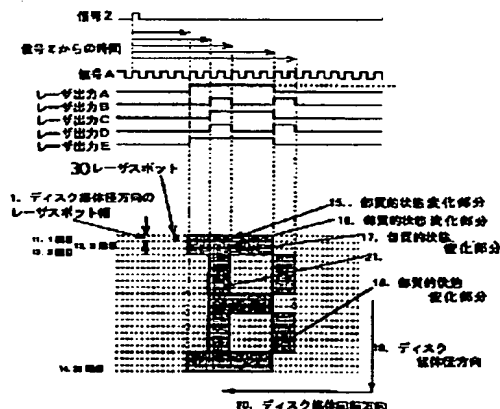 信号Z
信号Zからの時間
信号A
レーザ出力A
レーザ出力B
レーザ出力C
レーザ出力D
レーザ出力E
30レーザスポット
1. ディスク媒体径方向の
レーザスポット幅
15. 部質的状態変化部分
16. 部質的状態変化部分
17. 部質的状態
変化部分
21.
18. 部質的状態
変化部分
ディスク
媒体径方向
20. ディスク媒体回転方向